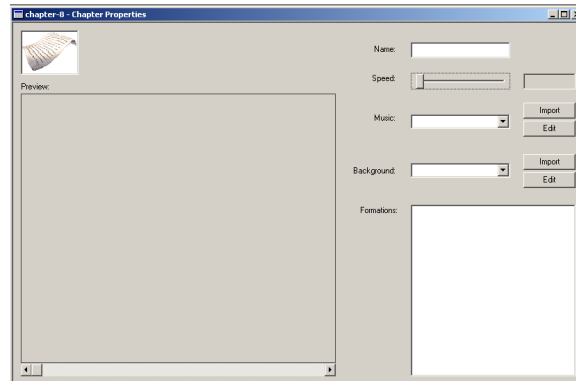 chapter-8 - Chapter Properties
Name:
Speed:
Preview:
Music:
Import
Edit
Background:
Import
Edit
Formations: